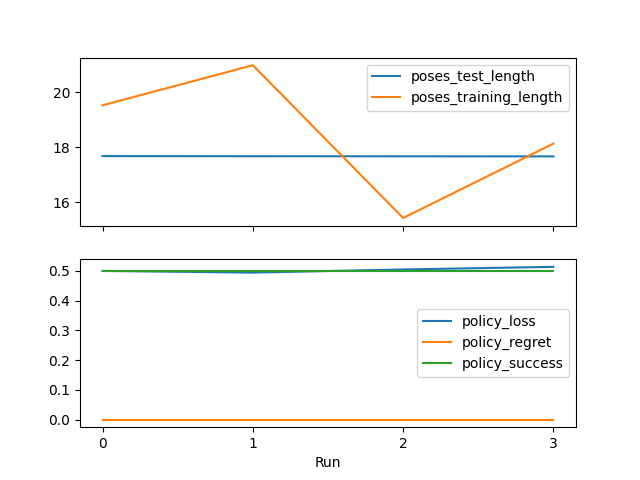 20
18
16
poses_test_length
poses_training_length
0.5
0.4
0.3
0.2
0.1
0.0
policy_loss
policy_regret
policy_success
0 1 2 3
Run